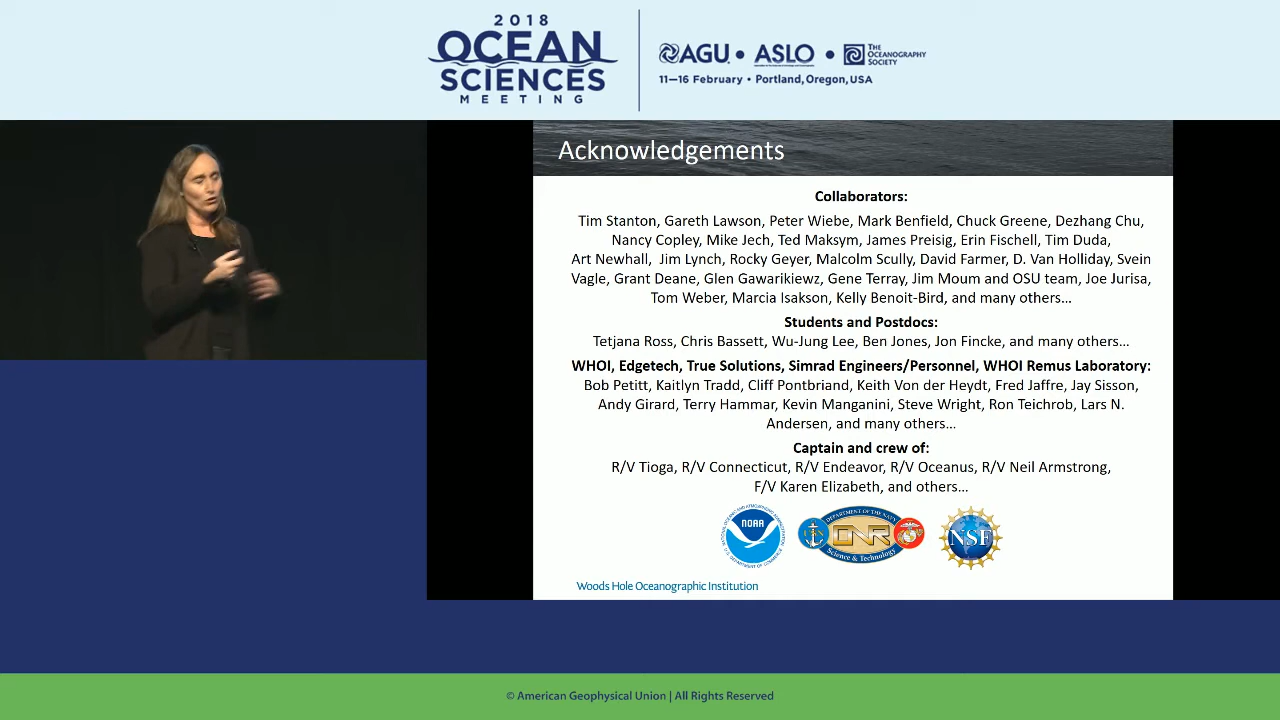 2018
OCEAN
SCIENCES
MEETING
AGU • ASLO • THE OCEANOGRAPHY SOCIETY
11—16 February • Portland, Oregon, USA
Acknowledgements
Collaborators:
Tim Stanton, Gareth Lawson, Peter Wiebe, Mark Benfield, Chuck Greene, Dezhang Chu,
Nancy Copley, Mike Jech, Ted Maksym, James Preisig, Erin Fischell, Tim Duda,
Art Newhall, Jim Lynch, Rocky Geyer, Malcolm Scully, David Farmer, D. Van Holliday, Svein
Vagle, Grant Deane, Glen Gawarikiewz, Gene Terray, Jim Moum and OSU team, Joe Jurisa,
Tom Weber, Marcia Isakson, Kelly Benoit-Bird, and many others…
Students and Postdocs:
Tetjana Ross, Chris Bassett, Wu-Jung Lee, Ben Jones, Jon Fincke, and many others…
WHOI, Edgetech, True Solutions, Simrad Engineers/Personnel, WHOI Remus Laboratory:
Bob Petitt, Kaitlyn Tradd, Cliff Pontbriand, Keith Von der Heydt, Fred Jaffre, Jay Sisson,
Andy Girard, Terry Hammar, Kevin Manganini, Steve Wright, Ron Teichrob, Lars N.
Andersen, and many others…
Captain and crew of:
R/V Tioga, R/V Connecticut, R/V Endeavor, R/V Oceanus, R/V Neil Armstrong,
F/V Karen Elizabeth, and others…
NOAA
DEPARTMENT OF THE NAVY
ONR
Science & Technology
NSF
Woods Hole Oceanographic Institution
© American Geophysical Union | All Rights Reserved